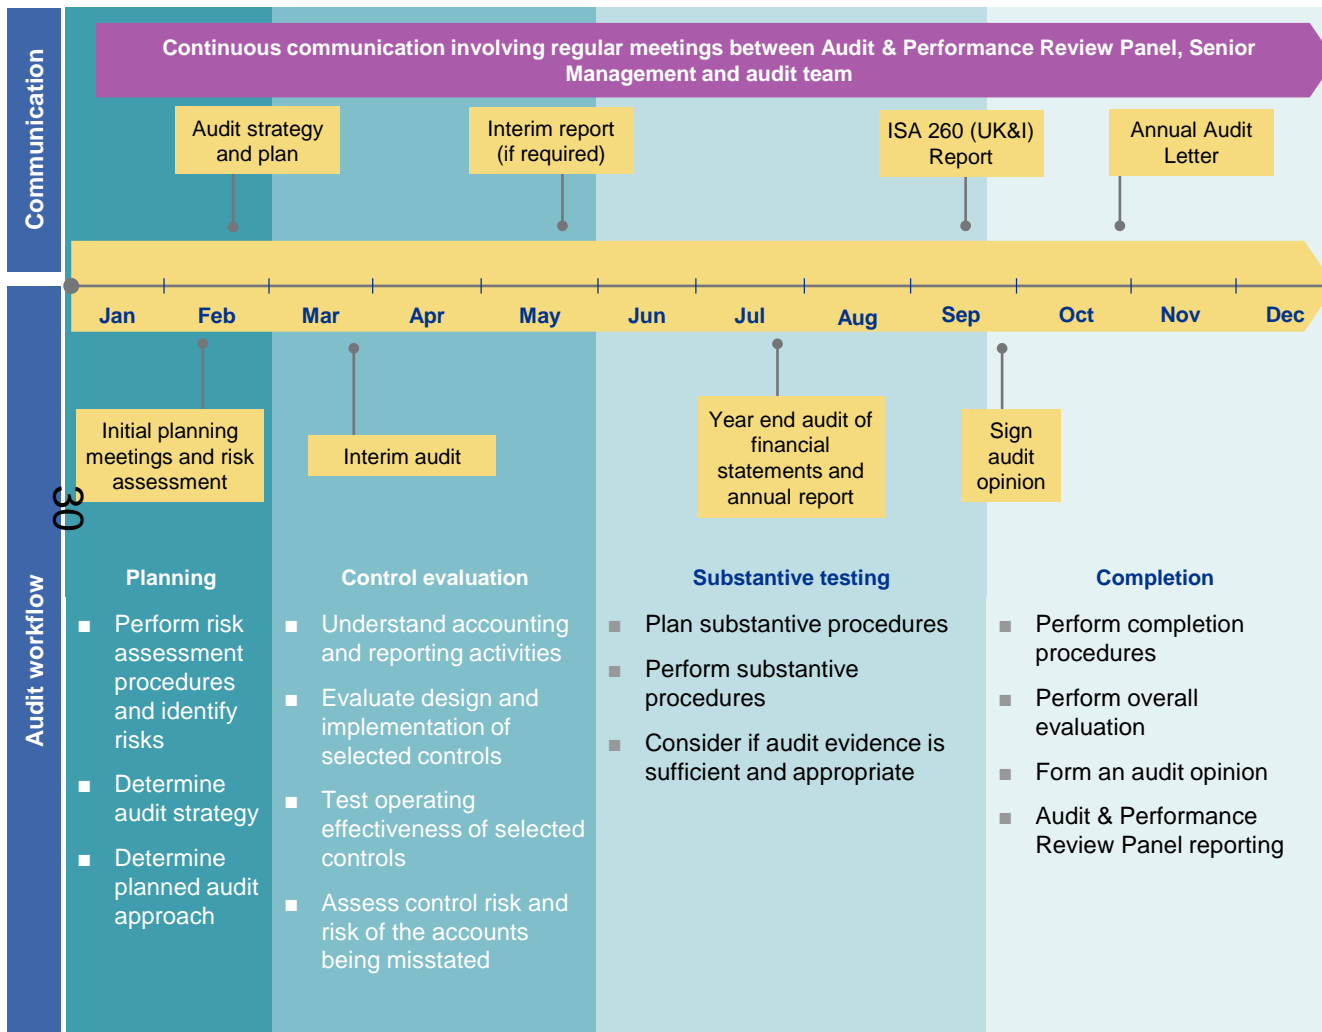 Communication
Continuous communication involving regular meetings between Audit & Performance Review Panel, Senior
Management and audit team
Audit strategy
and plan
Interim report
(if required)
ISA 260 (UK&I)
Report
Annual Audit
Letter
Jan
Feb
Mar
Apr
May
Jun
Jul
Aug
Sep
Oct
Nov
Dec
Audit workflow
Initial planning
meetings and risk
assessment
Interim audit
Year end audit of
financial
statements and
annual report
Sign
audit
opinion
30
Planning
■ Perform risk
assessment
procedures
and identify
risks
■ Determine
audit strategy
■ Determine
planned audit
approach
Control evaluation
■ Understand accounting
and reporting activities
■ Evaluate design and
implementation of
selected controls
■ Test operating
effectiveness of selected
controls
■ Assess control risk and
risk of the accounts
being misstated
Substantive testing
■ Plan substantive procedures
■ Perform substantive
procedures
■ Consider if audit evidence is
sufficient and appropriate
Completion
■ Perform completion
procedures
■ Perform overall
evaluation
■ Form an audit opinion
■ Audit & Performance
Review Panel reporting